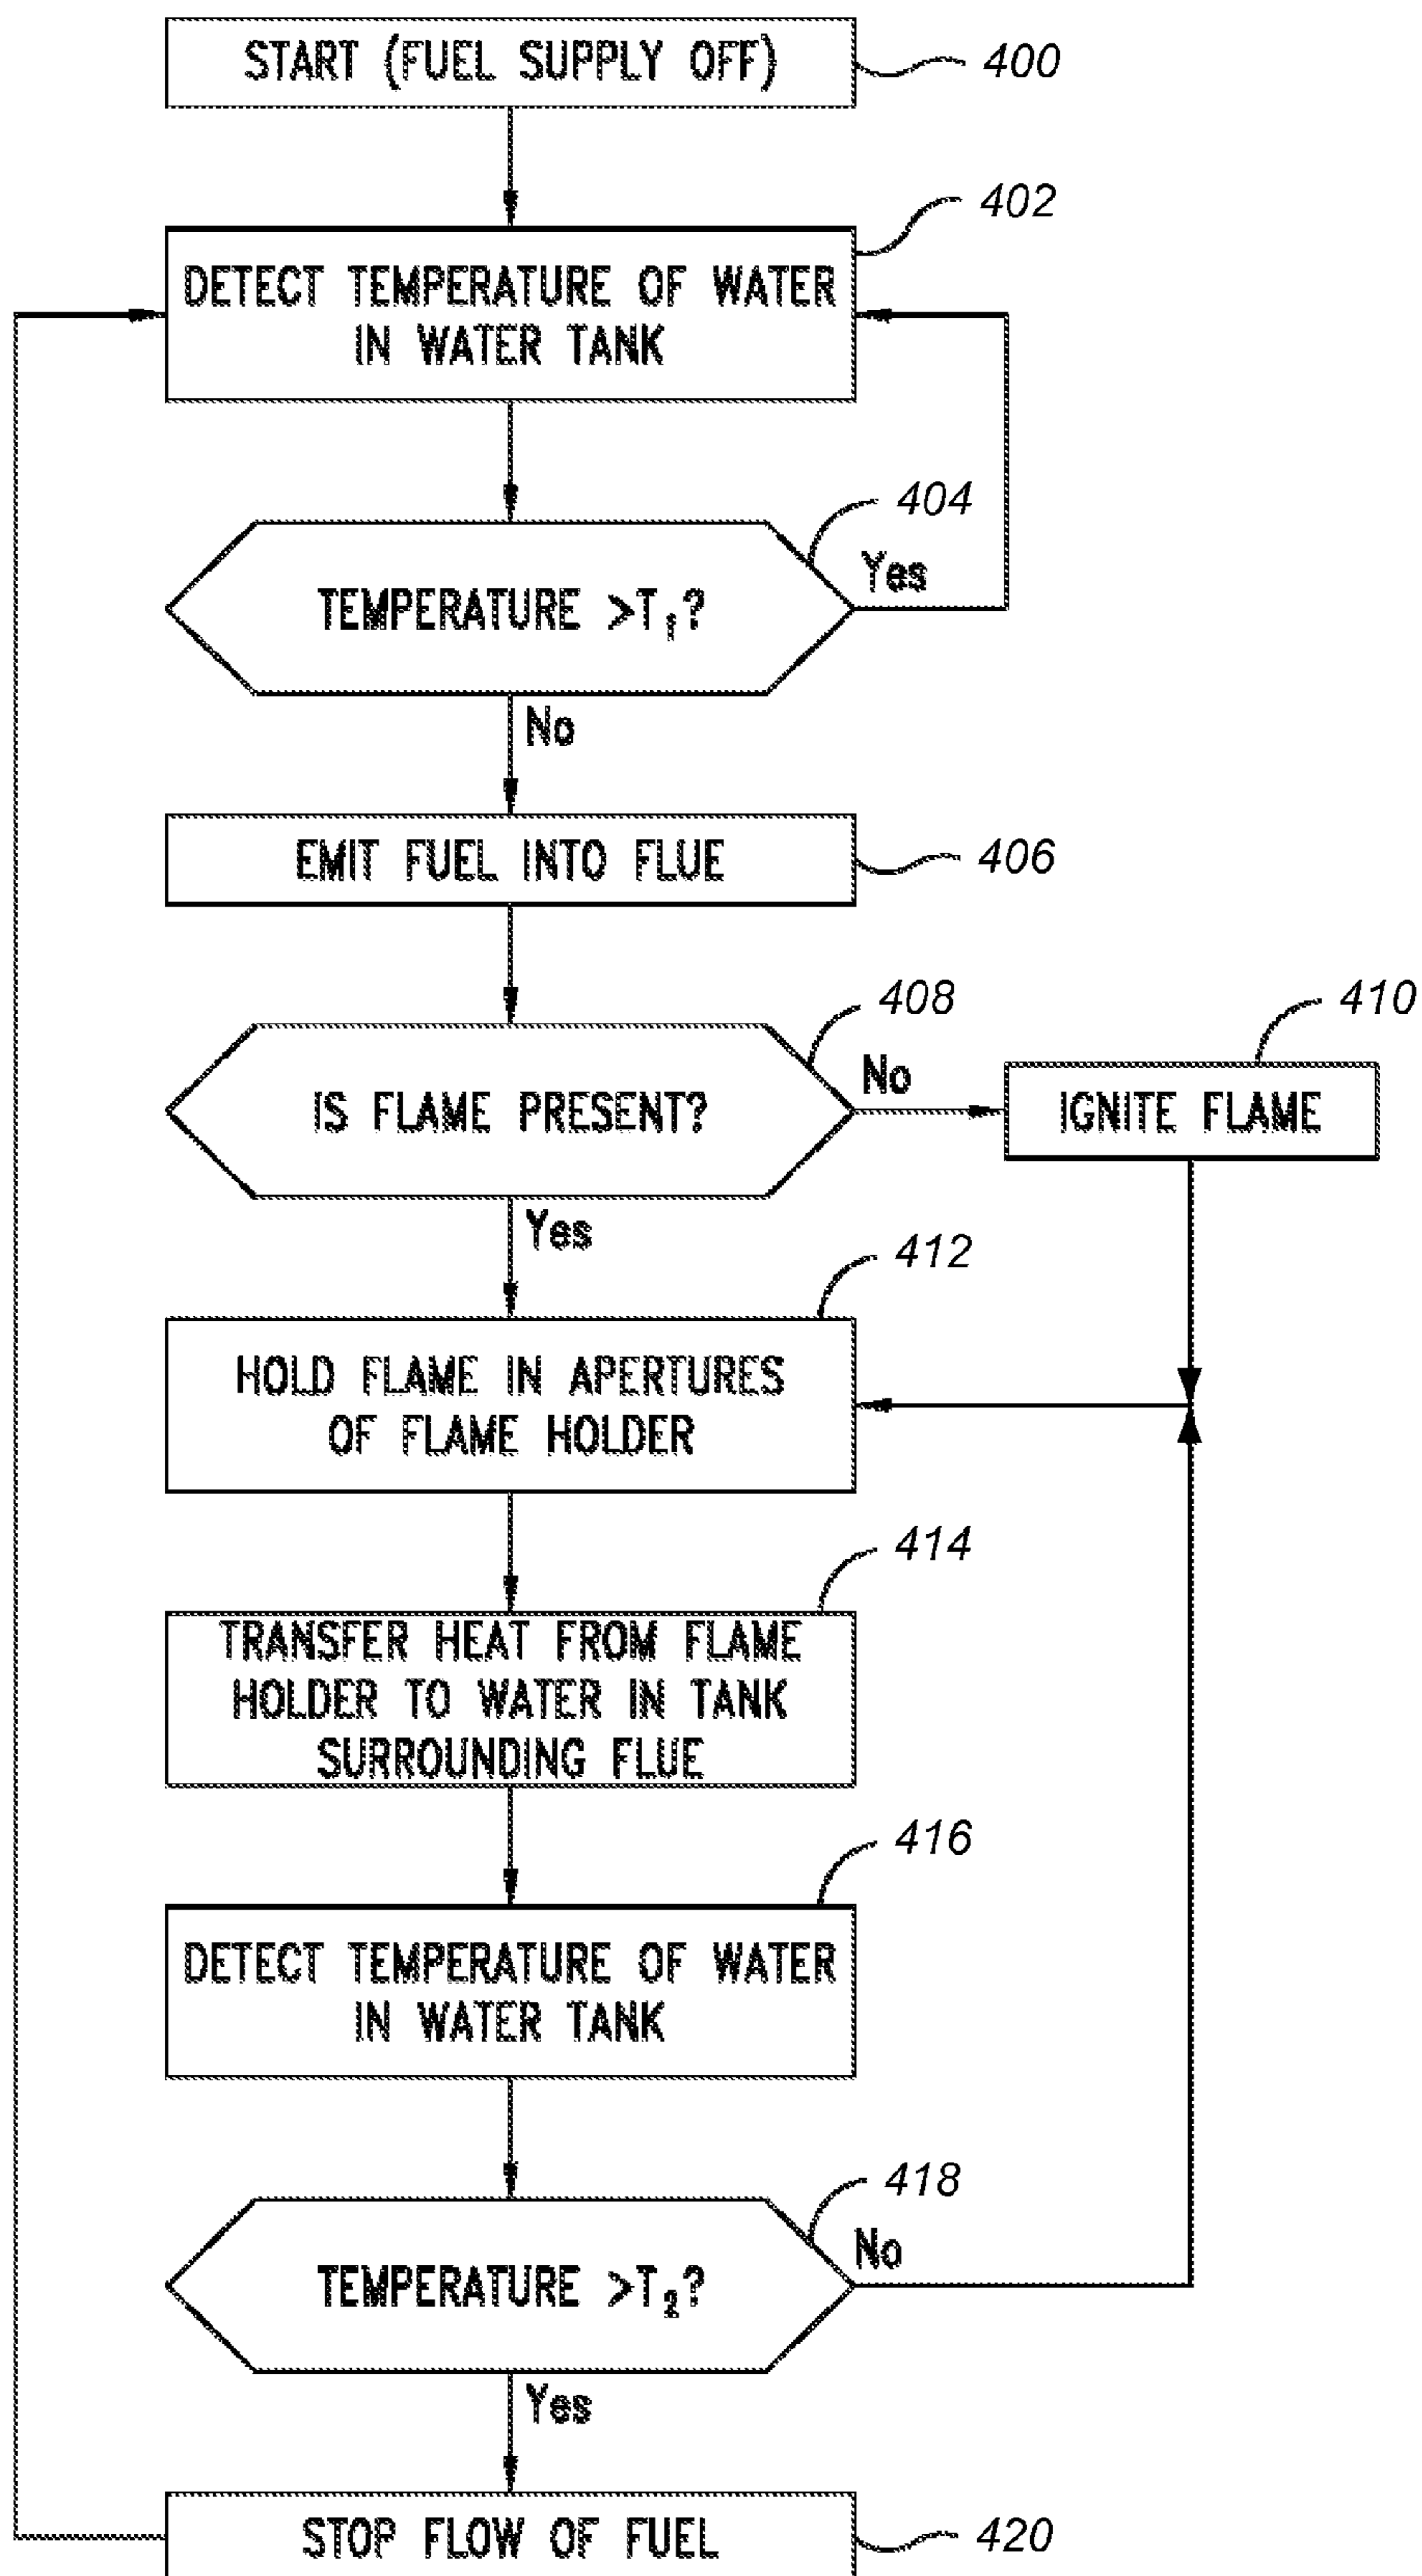 START (FUEL SUPPLY OFF)
400
402
DETECT TEMPERATURE OF WATER
IN WATER TANK
404
TEMPERATURE >T₁?
Yes
No
EMIT FUEL INTO FLUE
406
408
IS FLAME PRESENT?
No
410
IGNITE FLAME
Yes
412
HOLD FLAME IN APERTURES
OF FLAME HOLDER
414
TRANSFER HEAT FROM FLAME
HOLDER TO WATER IN TANK
SURROUNDING FLUE
416
DETECT TEMPERATURE OF WATER
IN WATER TANK
418
TEMPERATURE >T₂?
No
Yes
STOP FLOW OF FUEL
420